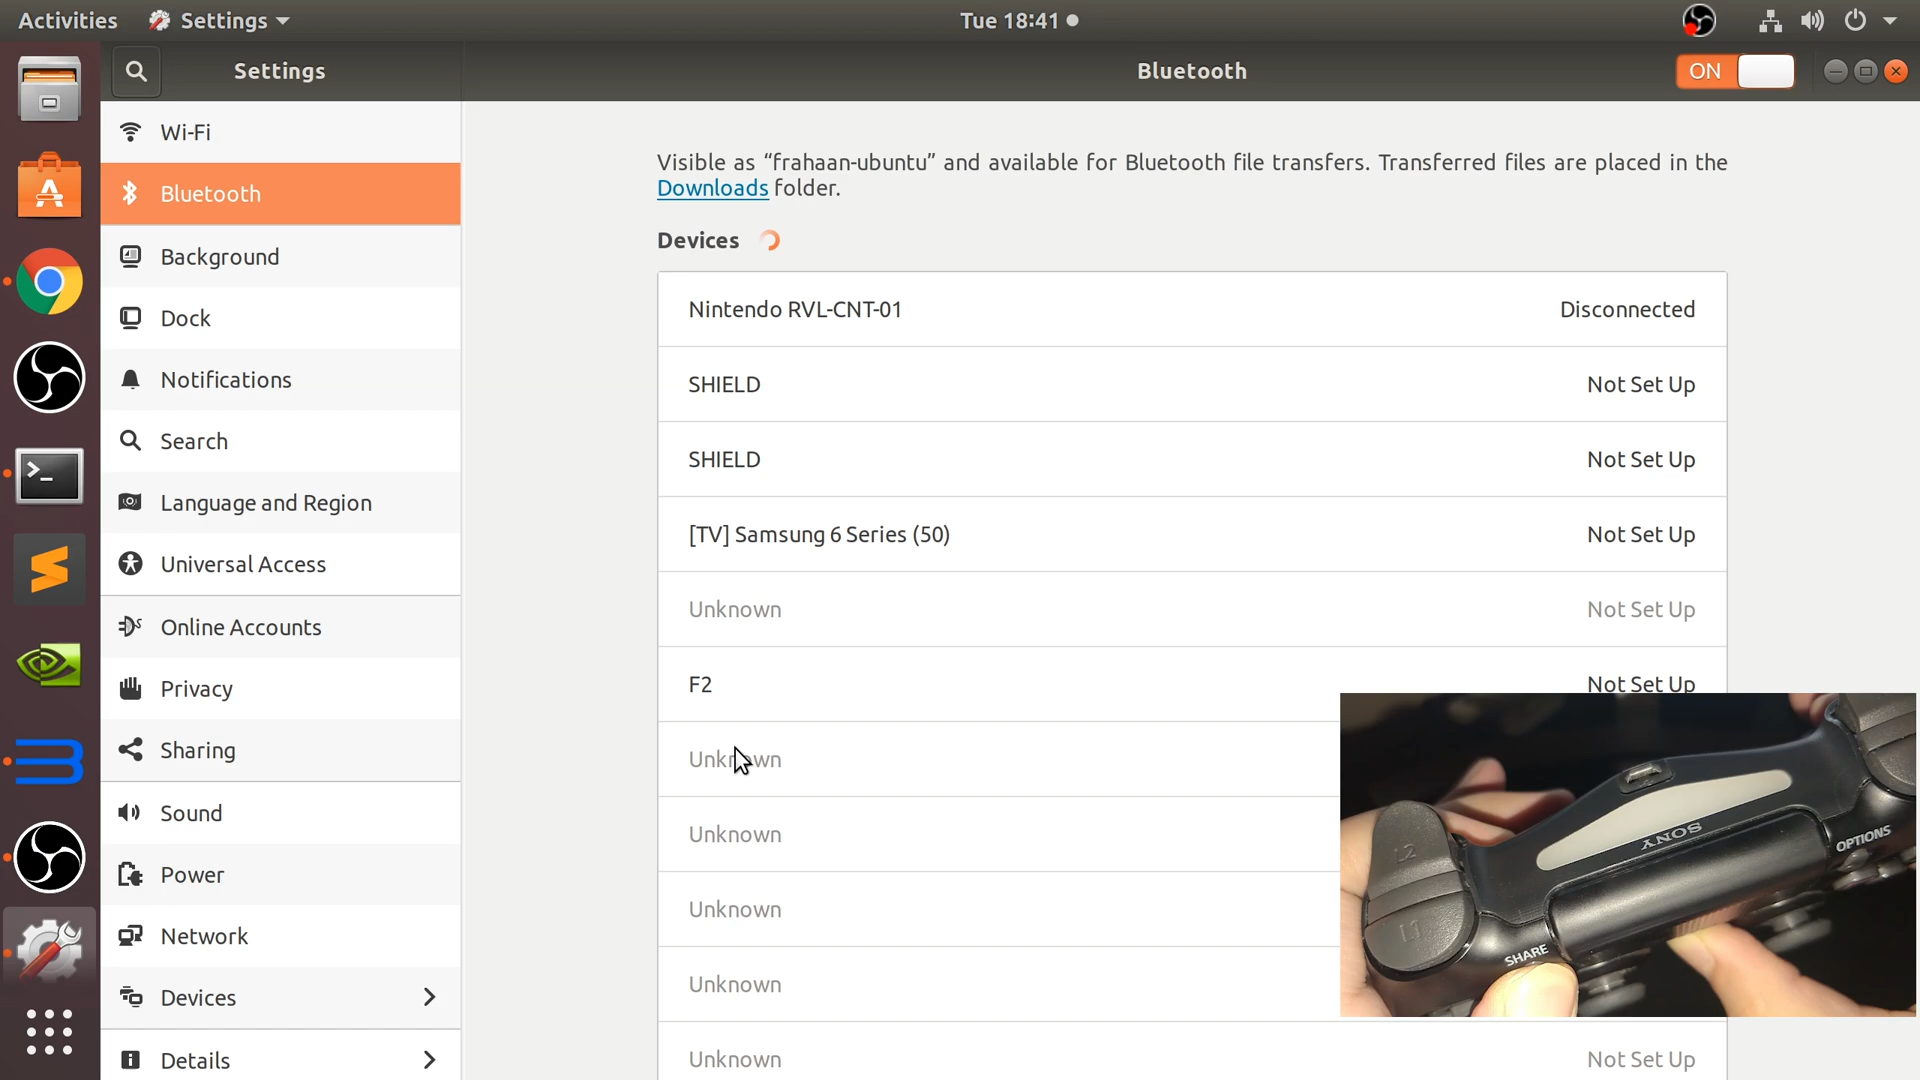 Activities Settings Tue 18:41
Settings Bluetooth ON
Wi-Fi
Bluetooth
Background
Dock
Notifications
Search
Language and Region
Universal Access
Online Accounts
Privacy
Sharing
Sound
Power
Network
Devices
Details
Visible as “frahaan-ubuntu” and available for Bluetooth file transfers. Transferred files are placed in the
Downloads folder.
Devices
Nintendo RVL-CNT-01 Disconnected
SHIELD Not Set Up
SHIELD Not Set Up
[TV] Samsung 6 Series (50) Not Set Up
Unknown Not Set Up
F2 Not Set Up
Unknown
Unknown
Unknown
Unknown
Unknown Not Set Up
L2
L1
SHARE
SONY
OPTIONS